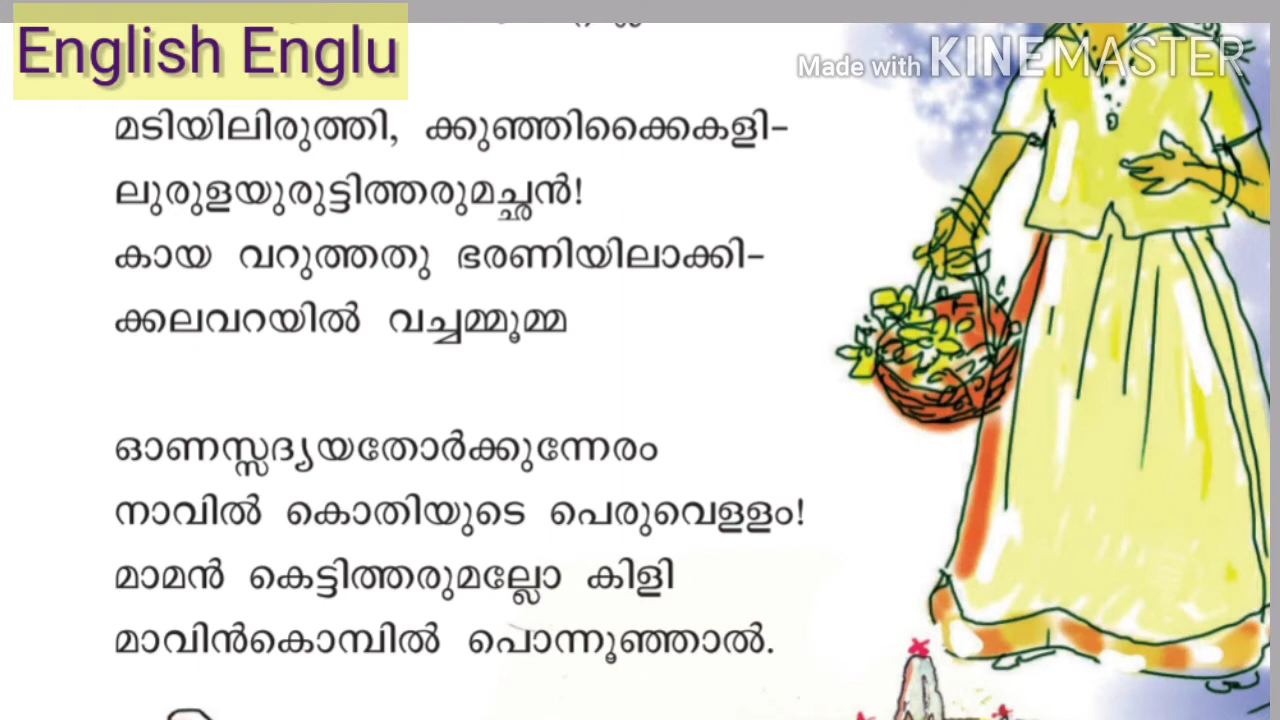 English Englu
Made with KINEMASTER
മടിയിലിരുത്തി, ക്കുഞ്ഞിക്കൈകളി-
ലുരുളയുരുട്ടിത്തരുമച്ഛൻ!
കായ വറുത്തതു ഭരണിയിലാക്കി-
ക്കലവറയിൽ വച്ചമ്മൂമ്മ
ഓണസ്സദ്യയതോർക്കുന്നേരം
നാവിൽ കൊതിയുടെ പെരുവെളളം!
മാമൻ കെട്ടിത്തരുമല്ലോ കിളി
മാവിൻകൊമ്പിൽ പൊന്നൂഞ്ഞാൽ.